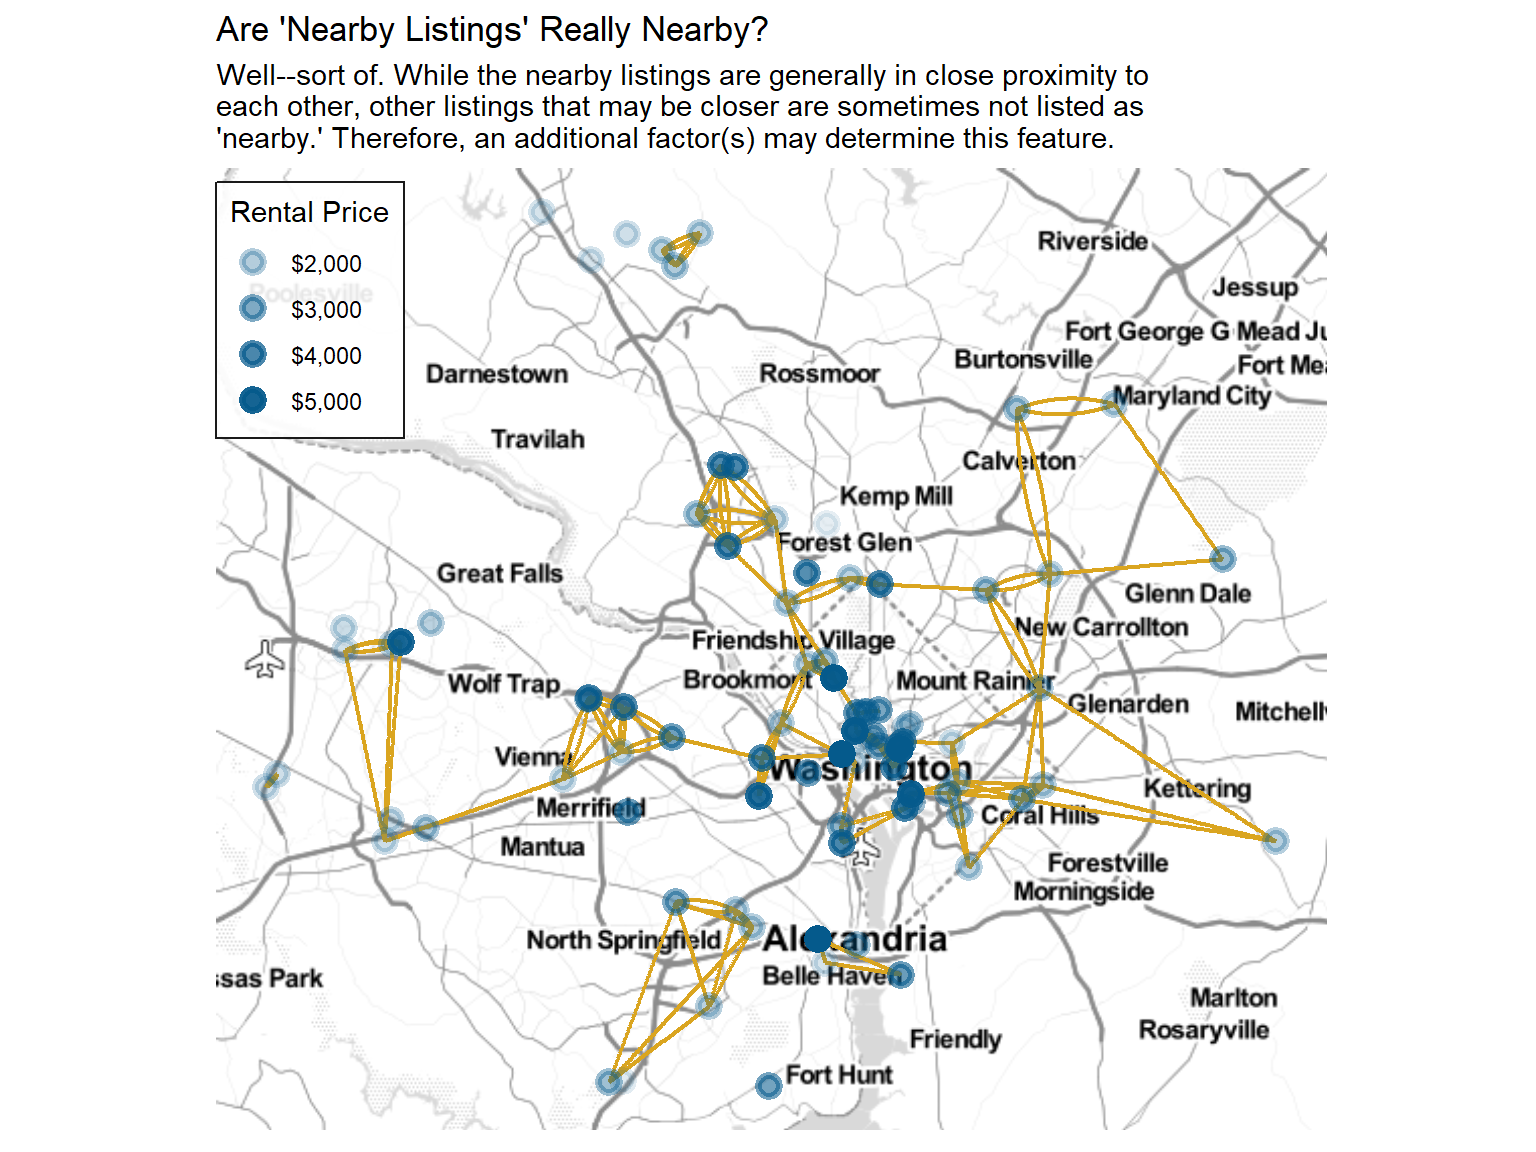 Are 'Nearby Listings' Really Nearby?
Well--sort of. While the nearby listings are generally in close proximity to
each other, other listings that may be closer are sometimes not listed as
'nearby.' Therefore, an additional factor(s) may determine this feature.
Rental Price
$2,000
Poolesville
$3,000
$4,000
$5,000
Riverside
Jessup
Fort George G Mead Ju
Burtonsville
Fort Mea
Darnestown
Rossmoor
Maryland City
Travilah
Calverton
Kemp Mill
Forest Glen
Great Falls
Glenn Dale
New Carrollton
Friendship Village
Wolf Trap
Brookmont
Mount Rainier
Glenarden
Mitchell
Vienna
Washington
Kettering
Merrifield
Coral Hills
Mantua
Forestville
Morningside
North Springfield
Alexandria
Belle Haven
ssas Park
Marlton
Rosaryville
Friendly
Fort Hunt